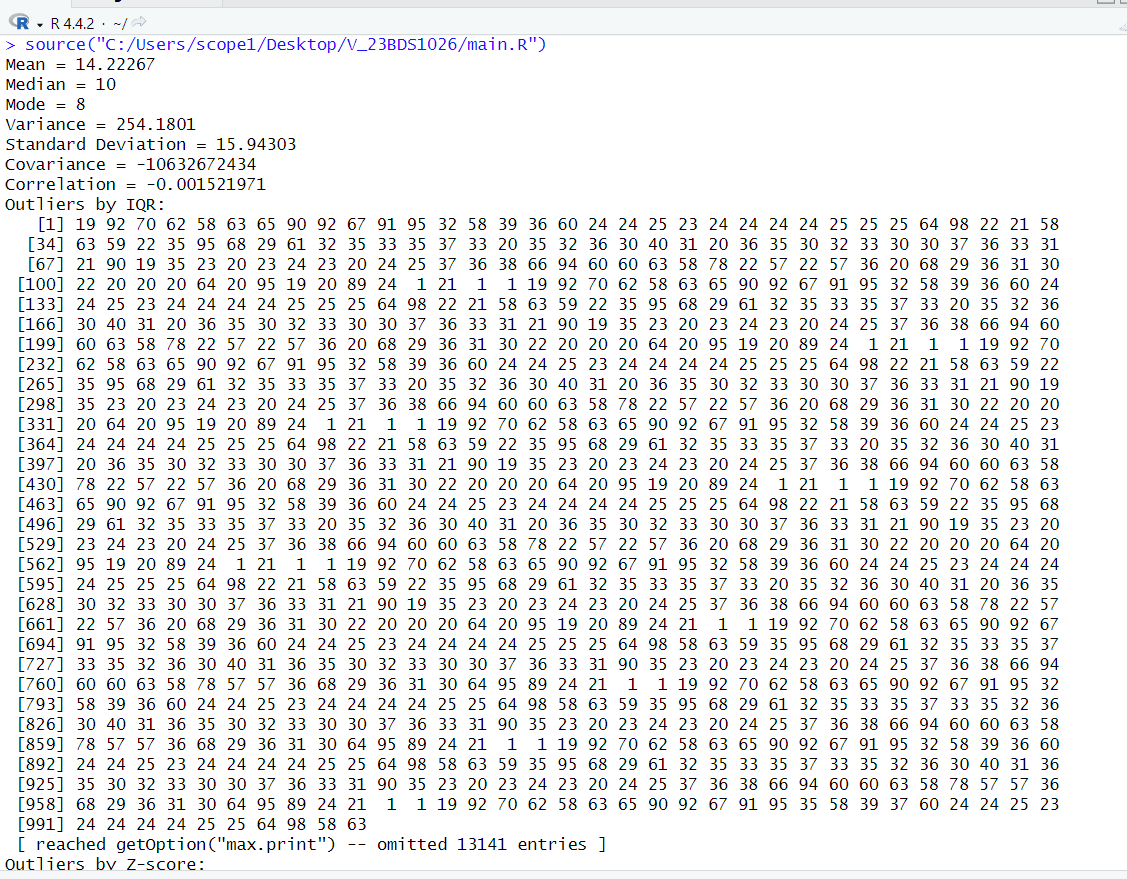 R R 4.4.2 · ~/
> source("C:/Users/scope1/Desktop/V_23BDS1026/main.R")
Mean = 14.22267
Median = 10
Mode = 8
Variance = 254.1801
Standard Deviation = 15.94303
Covariance = -10632672434
Correlation = -0.001521971
Outliers by IQR:
[1] 19 92 70 62 58 63 65 90 92 67 91 95 32 58 39 36 60 24 24 25 23 24 24 24 24 25 25 25 64 98 22 21 58
[34] 63 59 22 35 95 68 29 61 32 35 33 35 37 33 20 35 32 36 30 40 31 20 36 35 30 32 33 30 30 37 36 33 31
[67] 21 90 19 35 23 20 23 24 23 20 24 25 37 36 38 66 94 60 60 63 58 78 22 57 22 57 36 20 68 29 36 31 30
[100] 22 20 20 20 64 20 95 19 20 89 24 1 21 1 1 19 92 70 62 58 63 65 90 92 67 91 95 32 58 39 36 60 24
[133] 24 25 23 24 24 24 24 25 25 25 64 98 22 21 58 63 59 22 35 95 68 29 61 32 35 33 35 37 33 20 35 32 36
[166] 30 40 31 20 36 35 30 32 33 30 30 37 36 33 31 21 90 19 35 23 20 23 24 23 20 24 25 37 36 38 66 94 60
[199] 60 63 58 78 22 57 22 57 36 20 68 29 36 31 30 22 20 20 20 64 20 95 19 20 89 24 1 21 1 1 19 92 70
[232] 62 58 63 65 90 92 67 91 95 32 58 39 36 60 24 24 25 23 24 24 24 24 25 25 25 64 98 22 21 58 63 59 22
[265] 35 95 68 29 61 32 35 33 35 37 33 20 35 32 36 30 40 31 20 36 35 30 32 33 30 30 37 36 33 31 21 90 19
[298] 35 23 20 23 24 23 20 24 25 37 36 38 66 94 60 60 63 58 78 22 57 22 57 36 20 68 29 36 31 30 22 20 20
[331] 20 64 20 95 19 20 89 24 1 21 1 1 19 92 70 62 58 63 65 90 92 67 91 95 32 58 39 36 60 24 24 25 23
[364] 24 24 24 24 25 25 25 64 98 22 21 58 63 59 22 35 95 68 29 61 32 35 33 35 37 33 20 35 32 36 30 40 31
[397] 20 36 35 30 32 33 30 30 37 36 33 31 21 90 19 35 23 20 23 24 23 20 24 25 37 36 38 66 94 60 60 63 58
[430] 78 22 57 22 57 36 20 68 29 36 31 30 22 20 20 20 64 20 95 19 20 89 24 1 21 1 1 19 92 70 62 58 63
[463] 65 90 92 67 91 95 32 58 39 36 60 24 24 25 23 24 24 24 24 25 25 25 64 98 22 21 58 63 59 22 35 95 68
[496] 29 61 32 35 33 35 37 33 20 35 32 36 30 40 31 20 36 35 30 32 33 30 30 37 36 33 31 21 90 19 35 23 20
[529] 23 24 23 20 24 25 37 36 38 66 94 60 60 63 58 78 22 57 22 57 36 20 68 29 36 31 30 22 20 20 20 64 20
[562] 95 19 20 89 24 1 21 1 1 19 92 70 62 58 63 65 90 92 67 91 95 32 58 39 36 60 24 24 25 23 24 24 24
[595] 24 25 25 25 64 98 22 21 58 63 59 22 35 95 68 29 61 32 35 33 35 37 33 20 35 32 36 30 40 31 20 36 35
[628] 30 32 33 30 30 37 36 33 31 21 90 19 35 23 20 23 24 23 20 24 25 37 36 38 66 94 60 60 63 58 78 22 57
[661] 22 57 36 20 68 29 36 31 30 22 20 20 20 64 20 95 19 20 89 24 21 1 1 19 92 70 62 58 63 65 90 92 67
[694] 91 95 32 58 39 36 60 24 24 25 23 24 24 24 24 25 25 25 64 98 58 63 59 35 95 68 29 61 32 35 33 35 37
[727] 33 35 32 36 30 40 31 36 35 30 32 33 30 30 37 36 33 31 90 35 23 20 23 24 23 20 24 25 37 36 38 66 94
[760] 60 60 63 58 78 57 57 36 68 29 36 31 30 64 95 89 24 21 1 1 19 92 70 62 58 63 65 90 92 67 91 95 32
[793] 58 39 36 60 24 24 25 23 24 24 24 24 25 25 64 98 58 63 59 35 95 68 29 61 32 35 33 35 37 33 35 32 36
[826] 30 40 31 36 35 30 32 33 30 30 37 36 33 31 90 35 23 20 23 24 23 20 24 25 37 36 38 66 94 60 60 63 58
[859] 78 57 57 36 68 29 36 31 30 64 95 89 24 21 1 1 19 92 70 62 58 63 65 90 92 67 91 95 32 58 39 36 60
[892] 24 24 25 23 24 24 24 24 25 25 64 98 58 63 59 35 95 68 29 61 32 35 33 35 37 33 35 32 36 30 40 31 36
[925] 35 30 32 33 30 30 37 36 33 31 90 35 23 20 23 24 23 20 24 25 37 36 38 66 94 60 60 63 58 78 57 57 36
[958] 68 29 36 31 30 64 95 89 24 21 1 1 19 92 70 62 58 63 65 90 92 67 91 95 35 58 39 37 60 24 24 25 23
[991] 24 24 24 24 25 25 64 98 58 63
[ reached getOption("max.print") -- omitted 13141 entries ]
Outliers by Z-score: